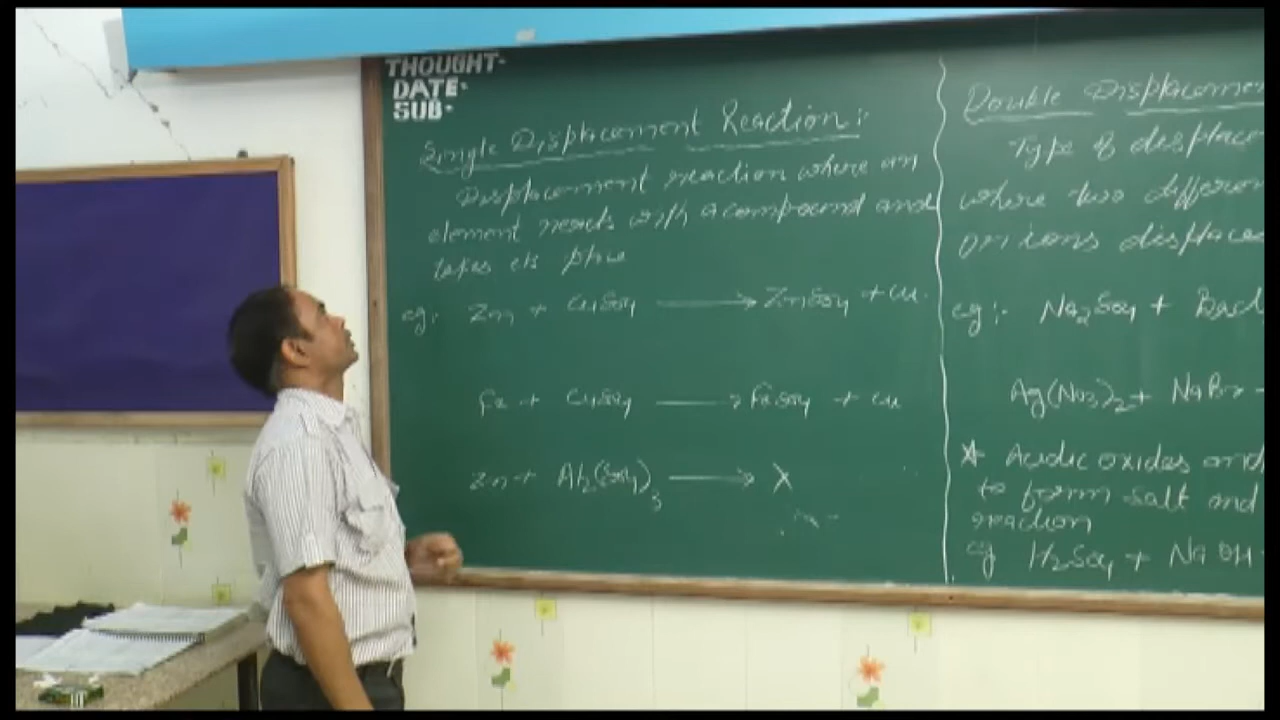 THOUGHT-
DATE-
SUB-
Single Displacement Reaction:
Displacement reaction where an
element reacts with a compound and
takes its place
eg:- Zn + CuSO4 → ZnSO4 + Cu.
Fe + CuSO4 → FeSO4 + Cu
Zn + Al2(SO4)3 → X
Double Displacemen
Type of displace
where two differen
or ions displace
eg:- Na2SO4 + BaCl
Ag(NO3)2 + NaBr
* Acidic oxides and
to form salt and
reaction
eg H2SO4 + NaOH